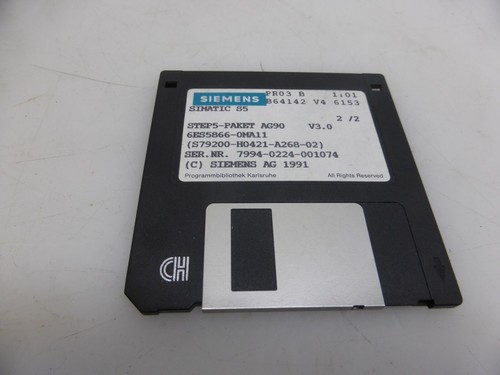 SIEMENS PRO3 B 1:01
B64142 V4 6153
SIMATIC S5
2 /2
STEP5-PAKET AG90 V3.0
6ES5866-0MA11
(S79200-H0421-A268-02)
SER.NR. 7994-0224-001074
(C) SIEMENS AG 1991
Programmbibliothek Karlsruhe All Rights Reserved
CH